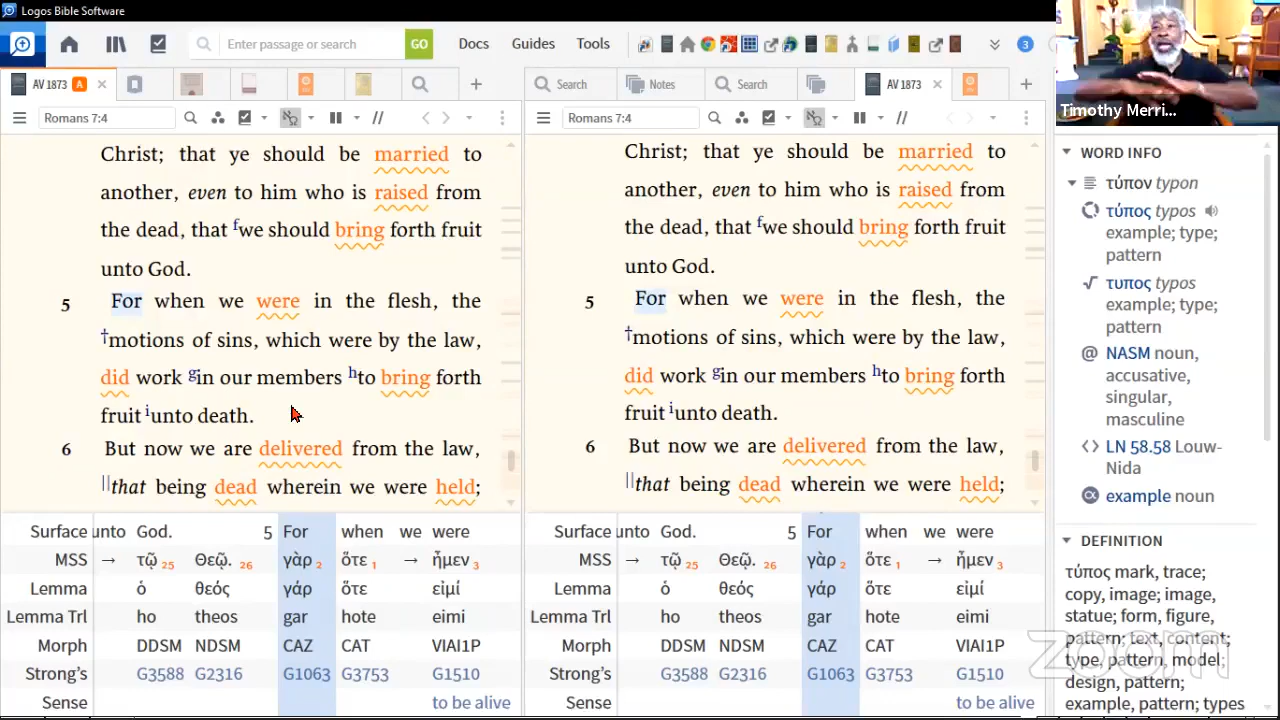 Logos Bible Software
Enter passage or search
GO
Docs
Guides
Tools
3
AV 1873 A
Search
Notes
Search
AV 1873
Romans 7:4
Romans 7:4
Timothy Merri...
Christ; that ye should be married to
another, even to him who is raised from
the dead, that fwe should bring forth fruit
unto God.
5 For when we were in the flesh, the
†motions of sins, which were by the law,
did work gin our members hto bring forth
fruit iunto death.
6 But now we are delivered from the law,
||that being dead wherein we were held;
Christ; that ye should be married to
another, even to him who is raised from
the dead, that fwe should bring forth fruit
unto God.
5 For when we were in the flesh, the
†motions of sins, which were by the law,
did work gin our members hto bring forth
fruit iunto death.
6 But now we are delivered from the law,
||that being dead wherein we were held;
Surface unto God. 5 For when we were
MSS → τῷ 25 Θεῷ. 26 γὰρ 2 ὅτε 1 → ἦμεν 3
Lemma ὁ θεός γάρ ὅτε εἰμί
Lemma Trl ho theos gar hote eimi
Morph DDSM NDSM CAZ CAT VIAI1P
Strong's G3588 G2316 G1063 G3753 G1510
Sense to be alive
Surface unto God. 5 For when we were
MSS → τῷ 25 Θεῷ. 26 γὰρ 2 ὅτε 1 → ἦμεν 3
Lemma ὁ θεός γάρ ὅτε εἰμί
Lemma Trl ho theos gar hote eimi
Morph DDSM NDSM CAZ CAT VIAI1P
Strong's G3588 G2316 G1063 G3753 G1510
Sense to be alive
WORD INFO
τύπον typon
τύπος typos
example; type;
pattern
τυπος typos
example; type;
pattern
@ NASM noun,
accusative,
singular,
masculine
LN 58.58 Louw-
Nida
example noun
DEFINITION
τύπος mark, trace;
copy, image; image,
statue; form, figure,
pattern; text, content;
type, pattern, model;
design, pattern;
example, pattern; types
zoom